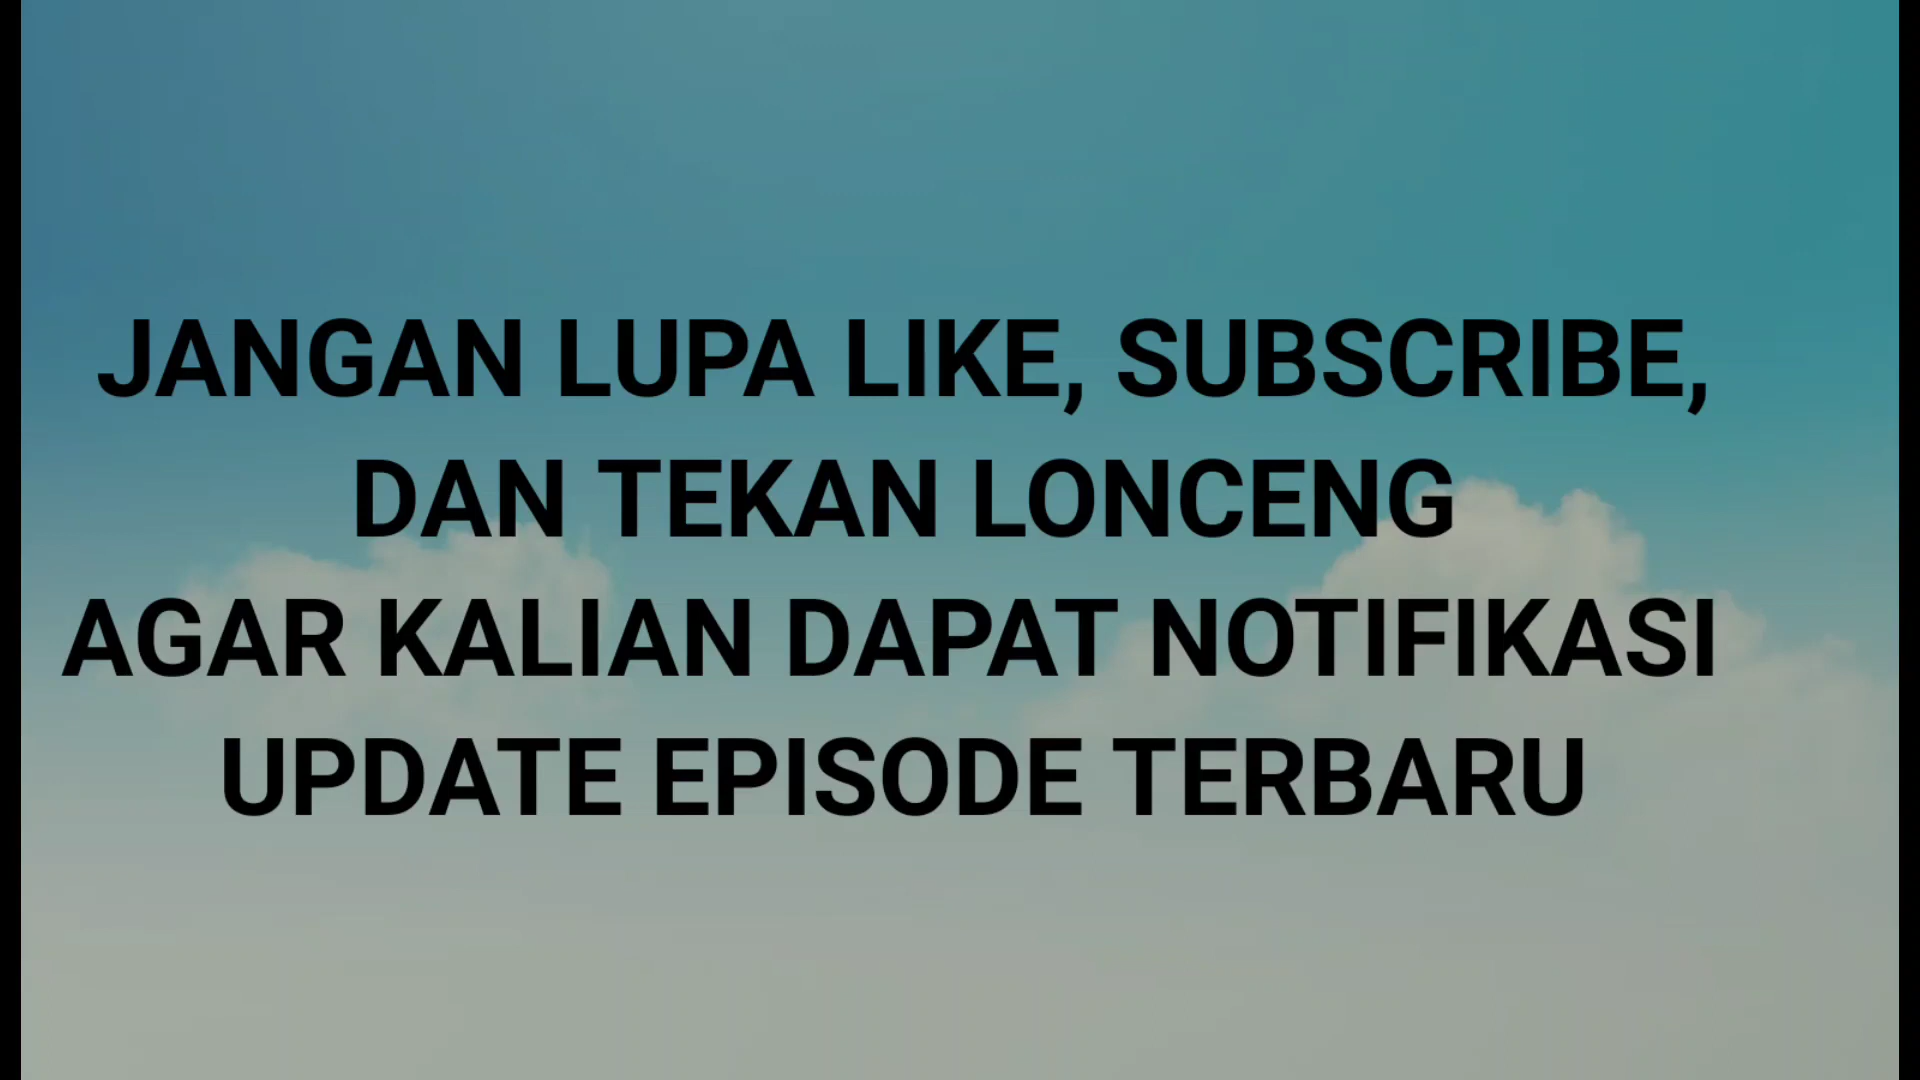 JANGAN LUPA LIKE, SUBSCRIBE,
DAN TEKAN LONCENG
AGAR KALIAN DAPAT NOTIFIKASI
UPDATE EPISODE TERBARU